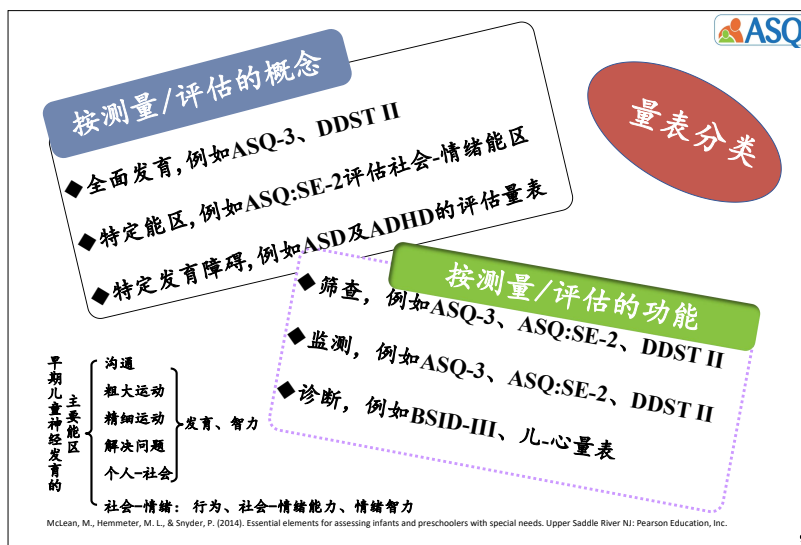 ASQ
量表分类
按测量/评估的概念
◆全面发育,例如ASQ-3、DDST II
◆特定能区,例如ASQ:SE-2评估社会-情绪能区
◆特定发育障碍,例如ASD及ADHD的评估量表
按测量/评估的功能
◆筛查，例如ASQ-3、ASQ:SE-2、DDST II
◆监测，例如ASQ-3、ASQ:SE-2、DDST II
◆诊断，例如BSID-III、儿-心量表
早期儿童神经发育的
主要能区
沟通
粗大运动
精细运动
解决问题
个人-社会
发育、智力
社会-情绪：行为、社会-情绪能力、情绪智力
McLean, M., Hemmeter, M. L., & Snyder, P. (2014). Essential elements for assessing infants and preschoolers with special needs. Upper Saddle River NJ: Pearson Education, Inc.